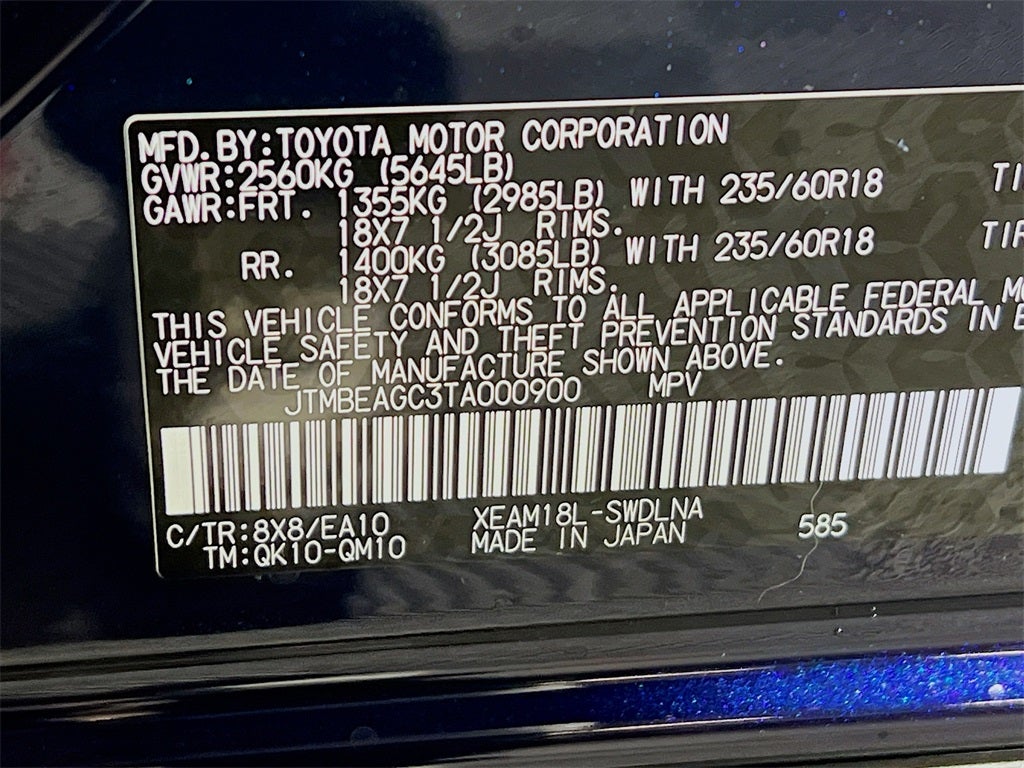 MFD.BY:TOYOTA MOTOR CORPORATION
GVWR:2560KG (5645LB)
GAWR:FRT. 1355KG (2985LB) WITH 235/60R18 TI
18X7 1/2J RIMS.
RR. 1400KG (3085LB) WITH 235/60R18 TIR
18X7 1/2J RIMS.
THIS VEHICLE CONFORMS TO ALL APPLICABLE FEDERAL M
VEHICLE SAFETY AND THEFT PREVENTION STANDARDS IN E
THE DATE OF MANUFACTURE SHOWN ABOVE.
JTMBEAGC3TA000900 MPV
C/TR:8X8/EA10 XEAM18L-SWDLNA 585
TM:QK10-QM10 MADE IN JAPAN